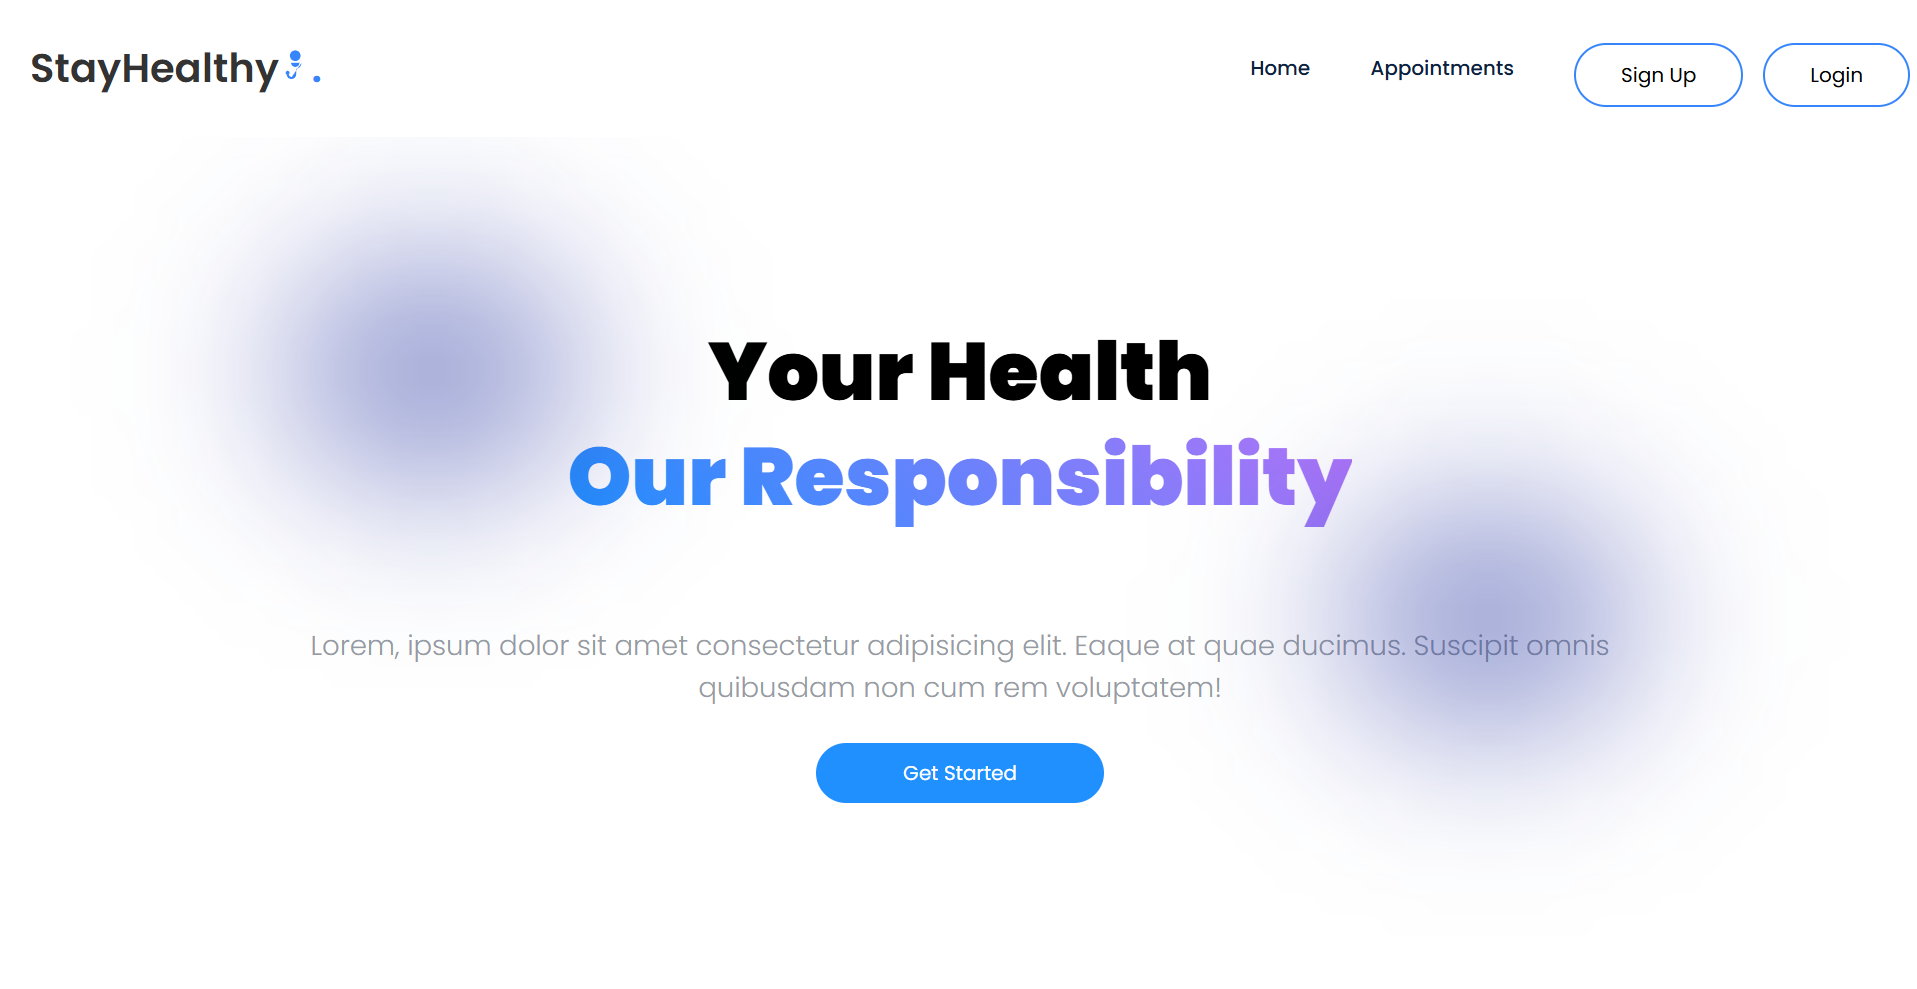 StayHealthy .
Home
Appointments
Sign Up
Login
Your Health
Our Responsibility
Lorem, ipsum dolor sit amet consectetur adipisicing elit. Eaque at quae ducimus. Suscipit omnis
quibusdam non cum rem voluptatem!
Get Started